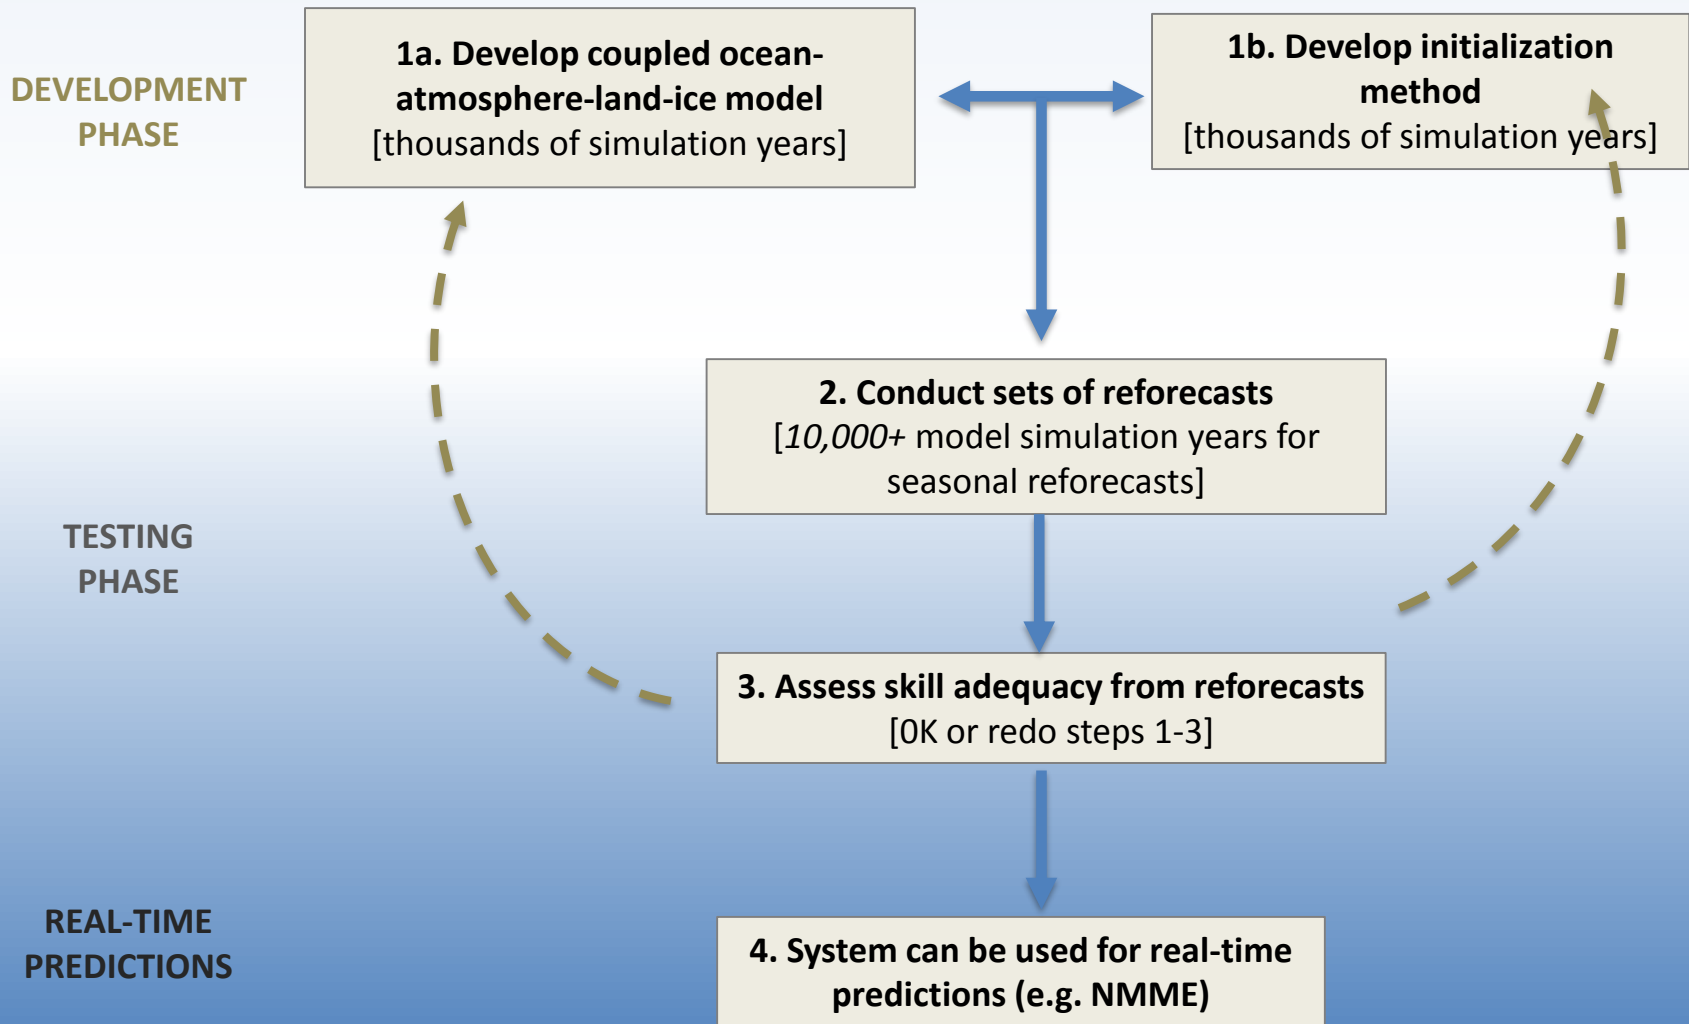 DEVELOPMENT
PHASE
1a. Develop coupled ocean-
atmosphere-land-ice model
[thousands of simulation years]
1b. Develop initialization
method
[thousands of simulation years]
2. Conduct sets of reforecasts
[10,000+ model simulation years for
seasonal reforecasts]
TESTING
PHASE
3. Assess skill adequacy from reforecasts
[0K or redo steps 1-3]
REAL-TIME
PREDICTIONS
4. System can be used for real-time
predictions (e.g. NMME)